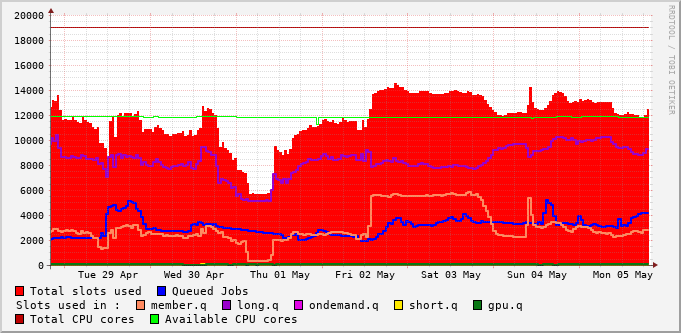 RRDTOOL / TOBI OETIKER
20000
18000
16000
14000
12000
10000
8000
6000
4000
2000
0
Tue 29 Apr Wed 30 Apr Thu 01 May Fri 02 May Sat 03 May Sun 04 May Mon 05 May
Total slots used Queued Jobs
Slots used in : member.q long.q ondemand.q short.q gpu.q
Total CPU cores Available CPU cores